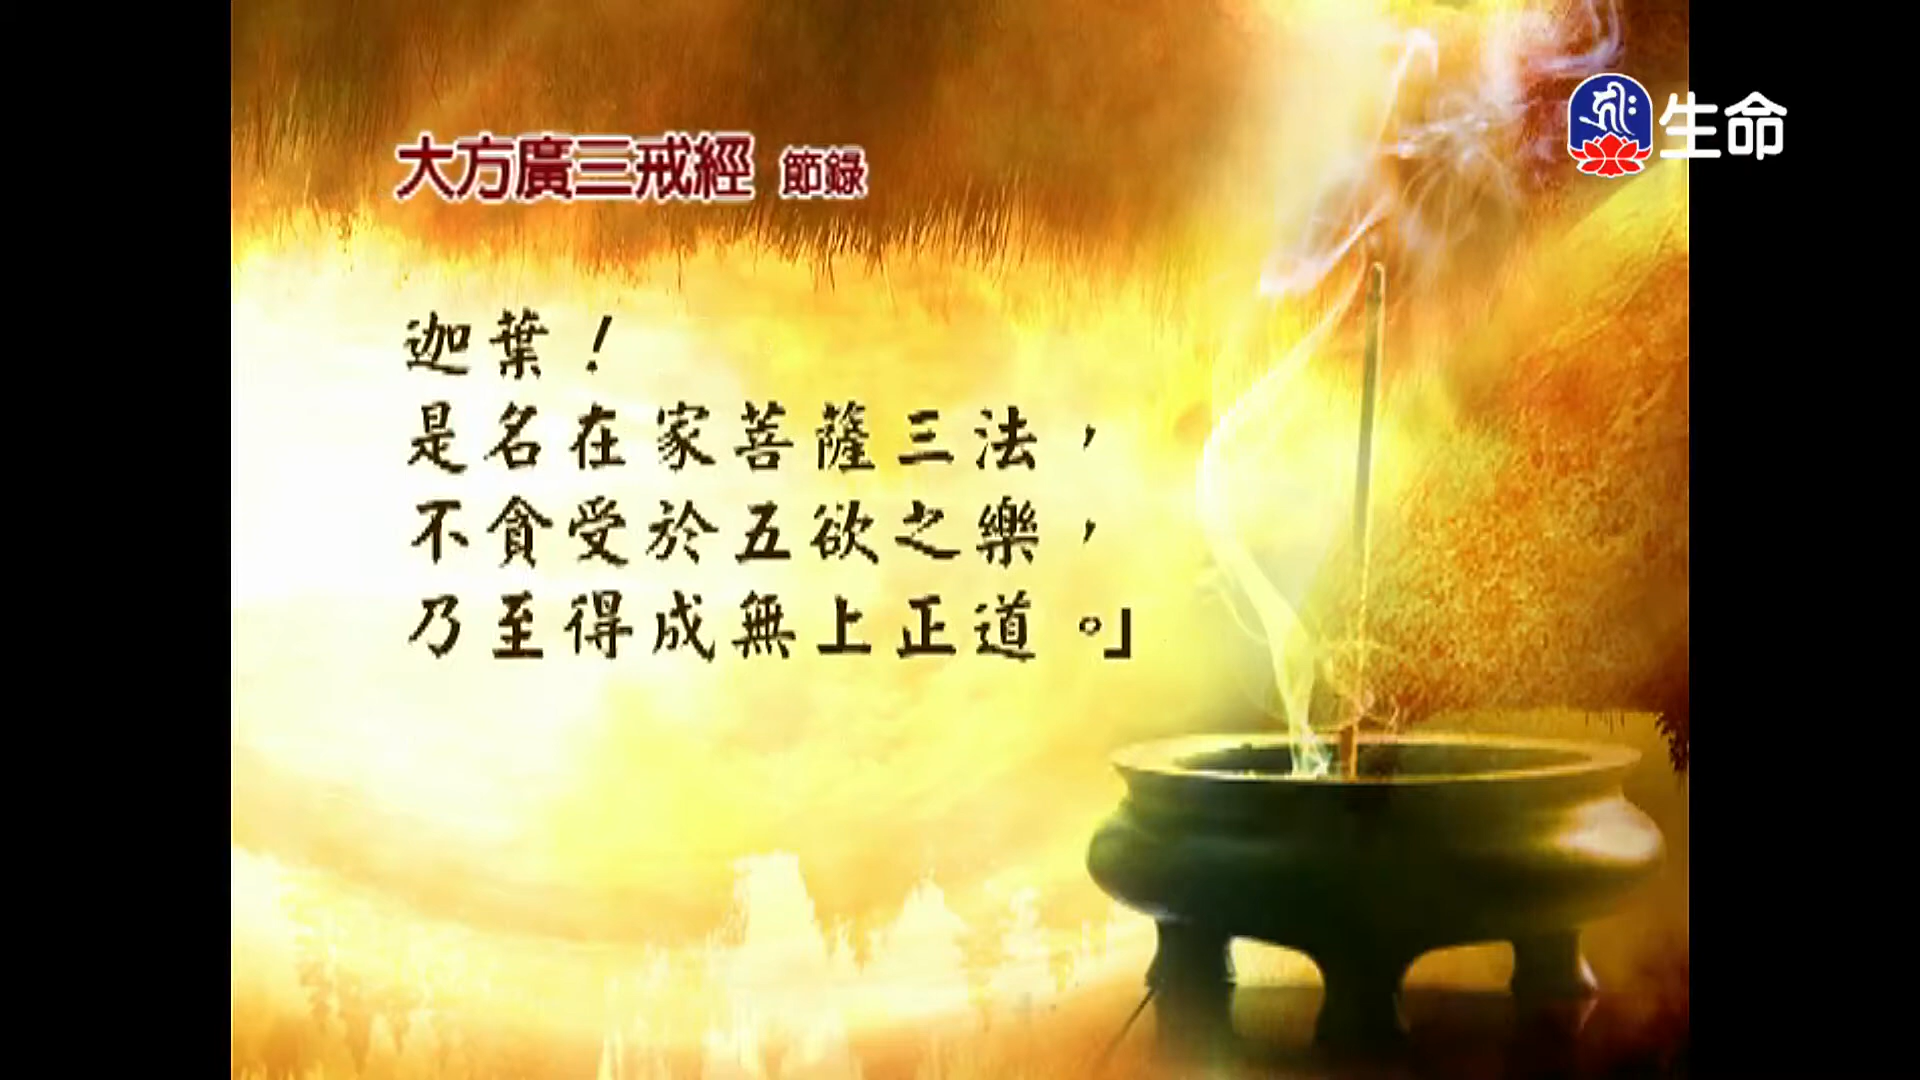 大方廣三戒經 節錄
生命
迦葉！
是名在家菩薩三法，
不貪受於五欲之樂，
乃至得成無上正道。」